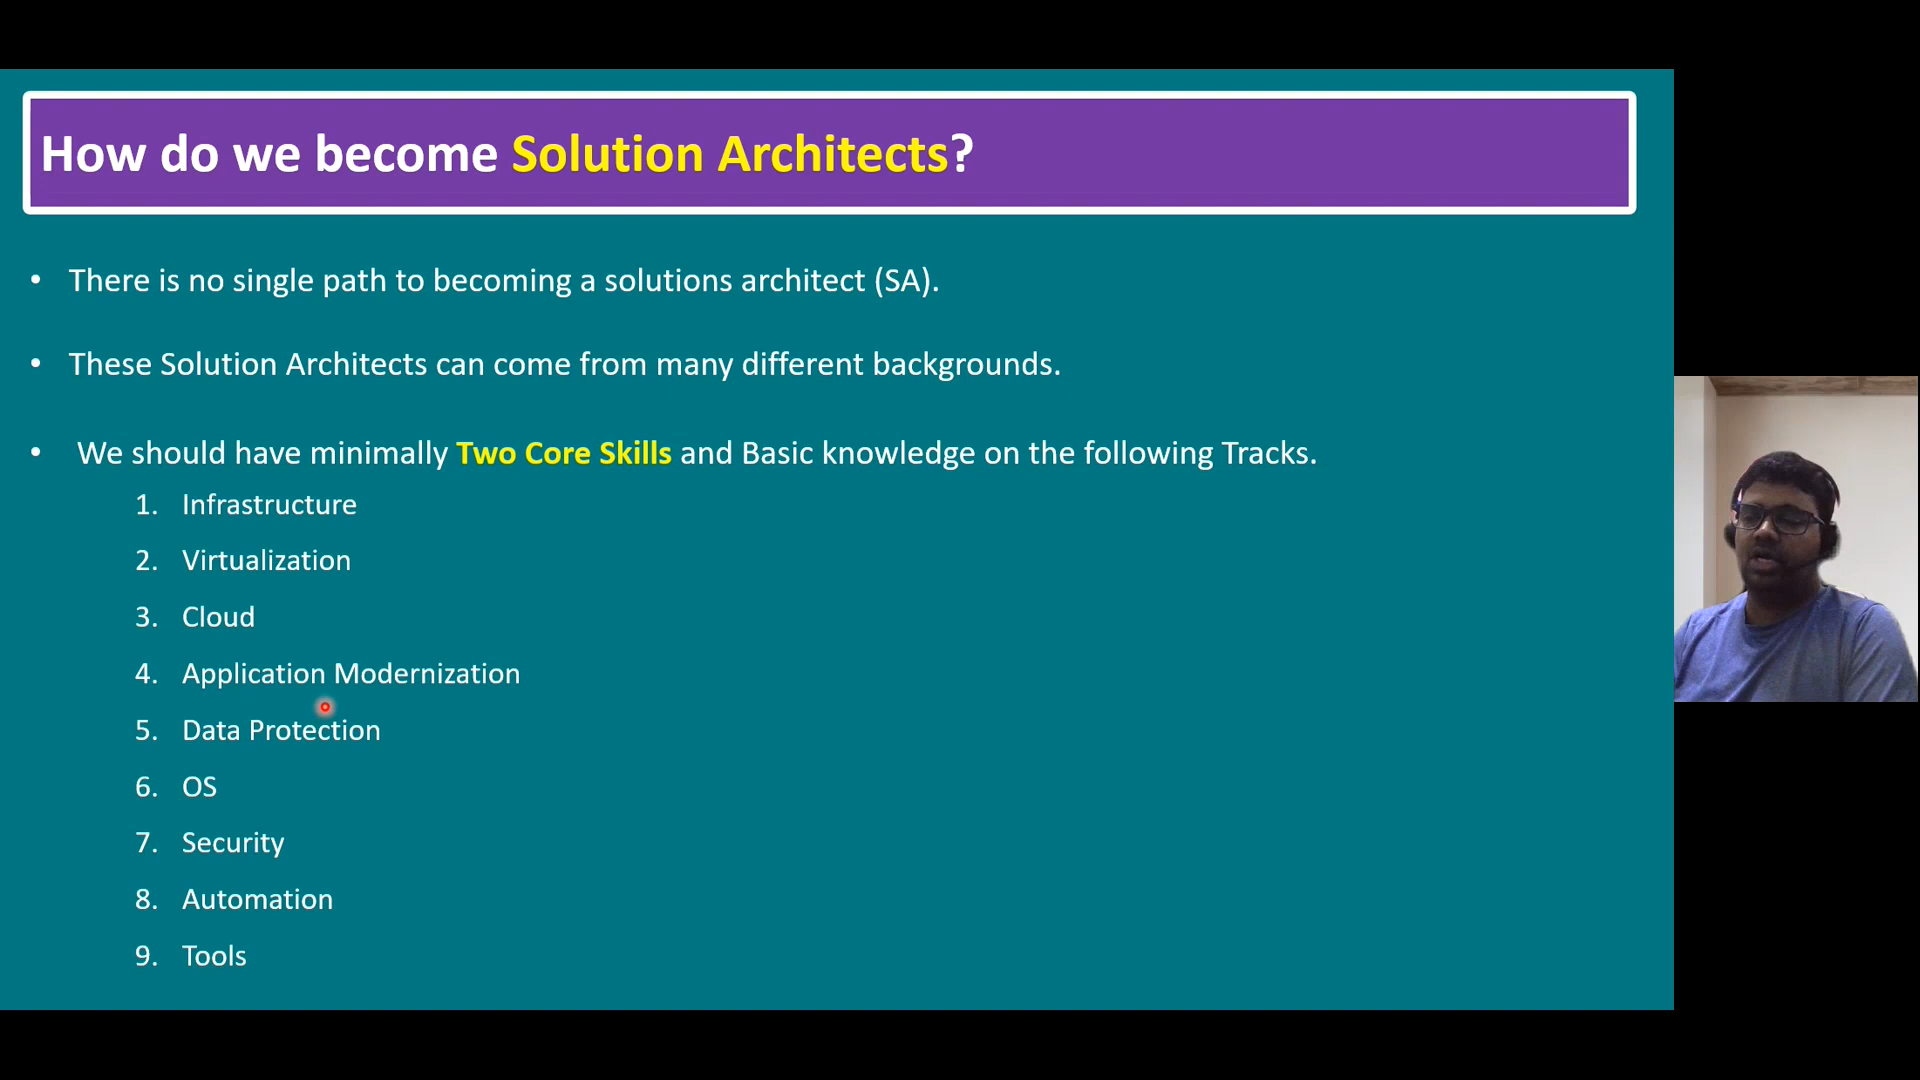 How do we become Solution Architects?
• There is no single path to becoming a solutions architect (SA).
• These Solution Architects can come from many different backgrounds.
• We should have minimally Two Core Skills and Basic knowledge on the following Tracks.
1. Infrastructure
2. Virtualization
3. Cloud
4. Application Modernization
5. Data Protection
6. OS
7. Security
8. Automation
9. Tools